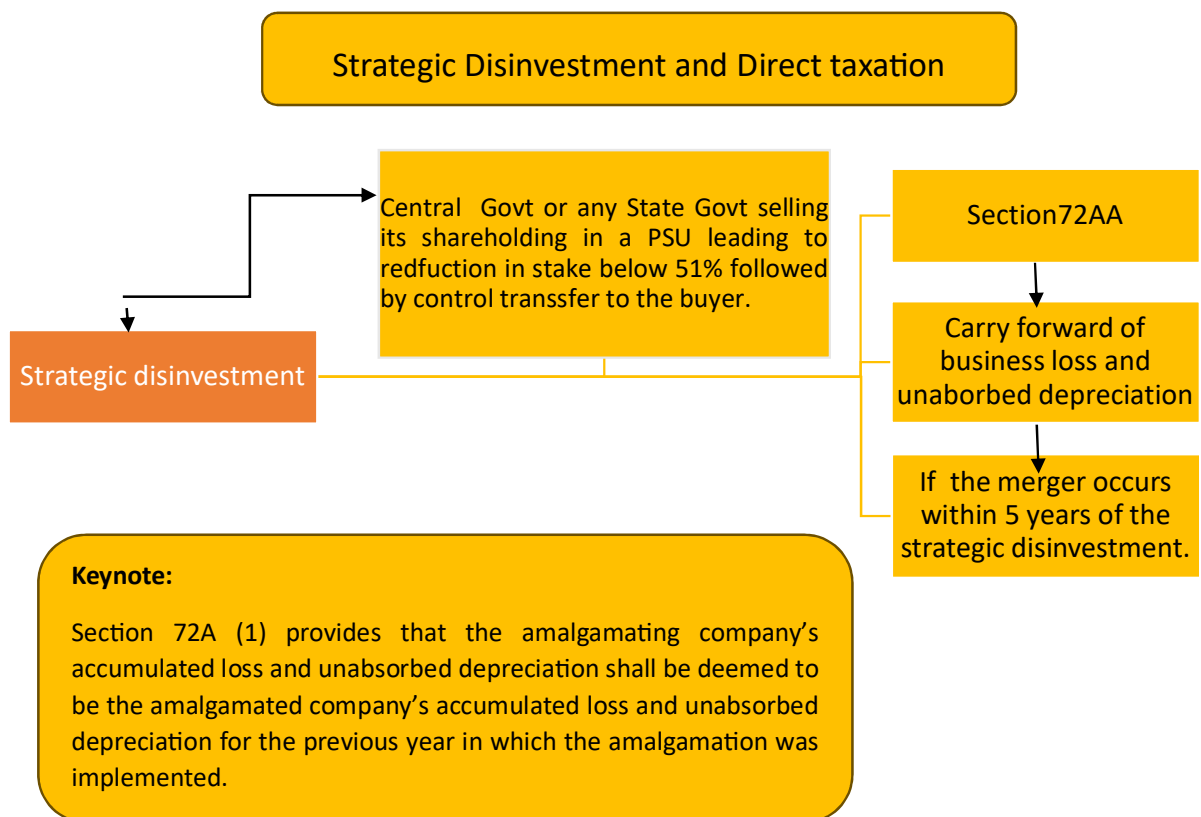 Strategic Disinvestment and Direct taxation
Central Govt or any State Govt selling
its shareholding in a PSU leading to
redfuction in stake below 51% followed
by control transsfer to the buyer.
Strategic disinvestment
Section72AA
Carry forward of
business loss and
unaborbed depreciation
If the merger occurs
within 5 years of the
strategic disinvestment.
Keynote:
Section 72A (1) provides that the amalgamating company’s
accumulated loss and unabsorbed depreciation shall be deemed to
be the amalgamated company’s accumulated loss and unabsorbed
depreciation for the previous year in which the amalgamation was
implemented.